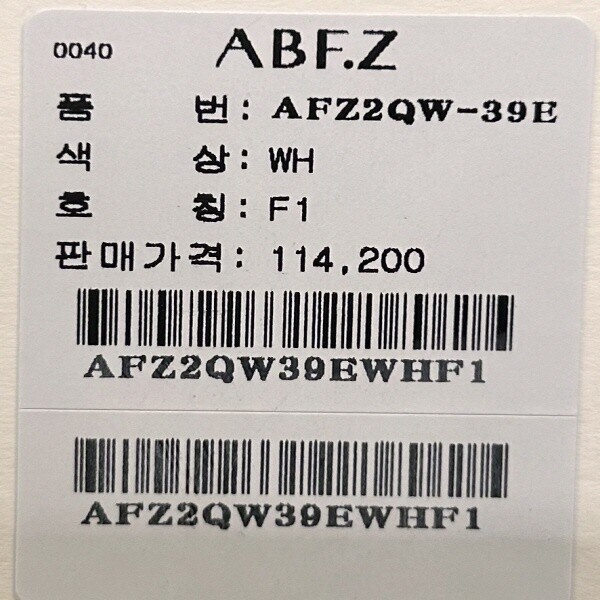 0040 ABF.Z
품 번: AFZ2QW-39E
색 상: WH
호 칭: F1
판매가격: 114,200
AFZ2QW39EWHF1
AFZ2QW39EWHF1